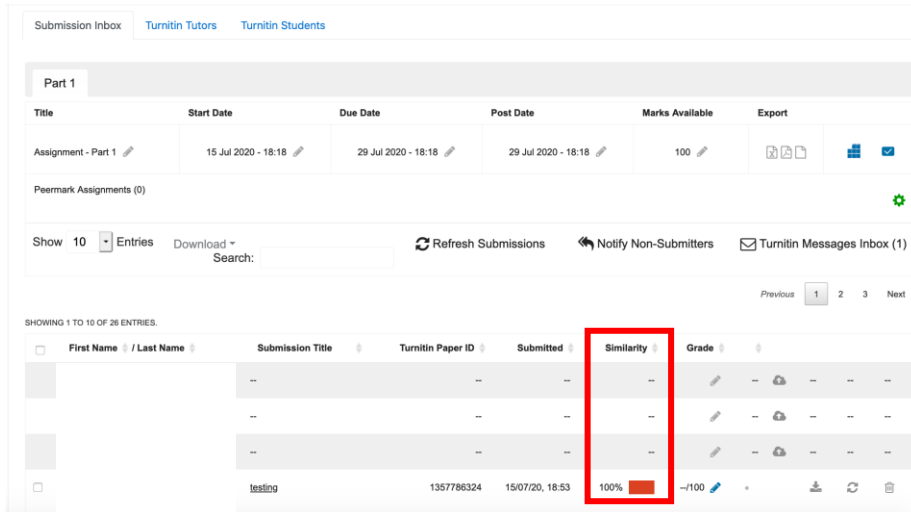 Submission Inbox Turnitin Tutors Turnitin Students
Part 1
Title Start Date Due Date Post Date Marks Available Export
Assignment - Part 1 15 Jul 2020 - 18:18 29 Jul 2020 - 18:18 29 Jul 2020 - 18:18 100
Peermark Assignments (0)
Show 10 Entries Download Refresh Submissions Notify Non-Submitters Turnitin Messages Inbox (1)
Search:
Previous 1 2 3 Next
SHOWING 1 TO 10 OF 26 ENTRIES.
First Name / Last Name Submission Title Turnitin Paper ID Submitted Similarity Grade
-- -- -- -- -- -- -- --
-- -- -- -- -- -- -- --
-- -- -- -- -- -- -- --
testing 1357786324 15/07/20, 18:53 100% --/100